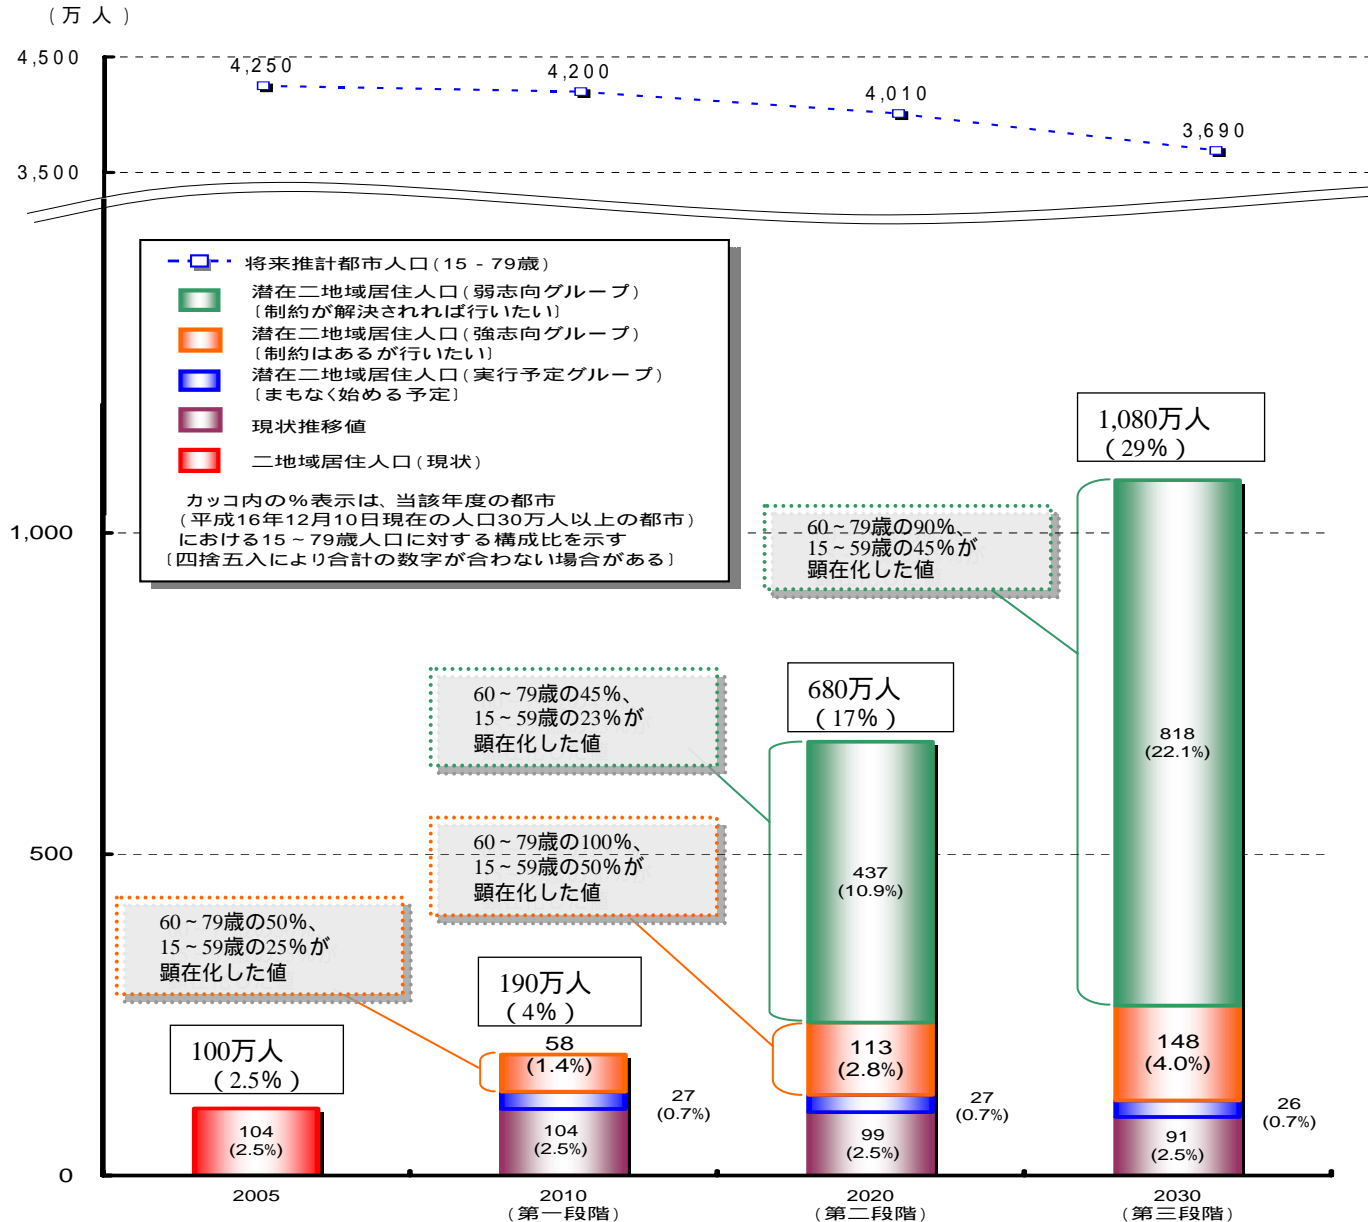 (万人)
4,500
4,250
4,200
4,010
3,690
3,500
将来推計都市人口(15-79歳)
潜在二地域居住人口(弱志向グループ)
〔制約が解決されれば行いたい〕
潜在二地域居住人口(強志向グループ)
〔制約はあるが行いたい〕
潜在二地域居住人口(実行予定グループ)
〔まもなく始める予定〕
現状推移値
二地域居住人口(現状)
カッコ内の%表示は、当該年度の都市
(平成16年12月10日現在の人口30万人以上の都市)
における15~79歳人口に対する構成比を示す
〔四捨五入により合計の数字が合わない場合がある〕
1,080万人
(29%)
1,000
60~79歳の90%、
15~59歳の45%が
顕在化した値
60~79歳の45%、
15~59歳の23%が
顕在化した値
680万人
(17%)
818
(22.1%)
500
60~79歳の100%、
15~59歳の50%が
顕在化した値
437
(10.9%)
60~79歳の50%、
15~59歳の25%が
顕在化した値
190万人
(4%)
100万人
(2.5%)
58
(1.4%)
113
(2.8%)
148
(4.0%)
27
(0.7%)
27
(0.7%)
26
(0.7%)
104
(2.5%)
104
(2.5%)
99
(2.5%)
91
(2.5%)
0
2005
2010
(第一段階)
2020
(第二段階)
2030
(第三段階)